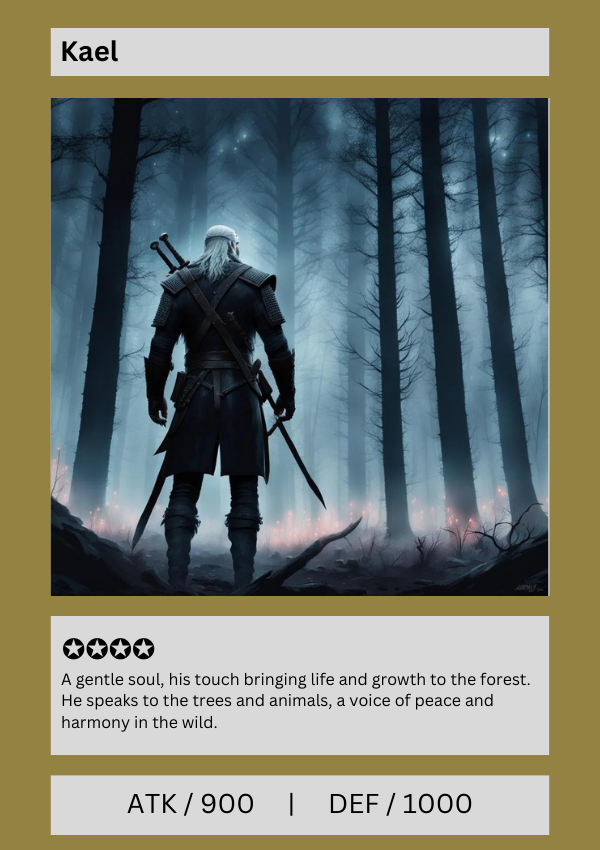 Kael
✪✪✪✪
A gentle soul, his touch bringing life and growth to the forest.
He speaks to the trees and animals, a voice of peace and
harmony in the wild.
ATK / 900 | DEF / 1000